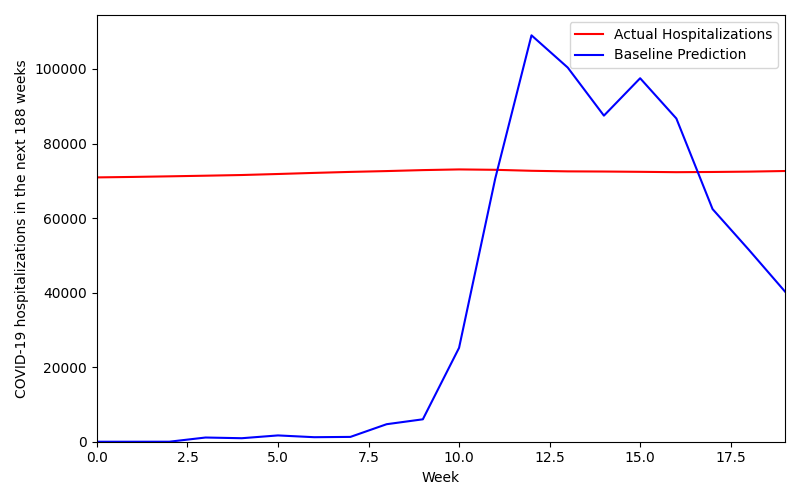 Actual Hospitalizations
Baseline Prediction
COVID-19 hospitalizations in the next 188 weeks
100000
80000
60000
40000
20000
0
0.0 2.5 5.0 7.5 10.0 12.5 15.0 17.5
Week